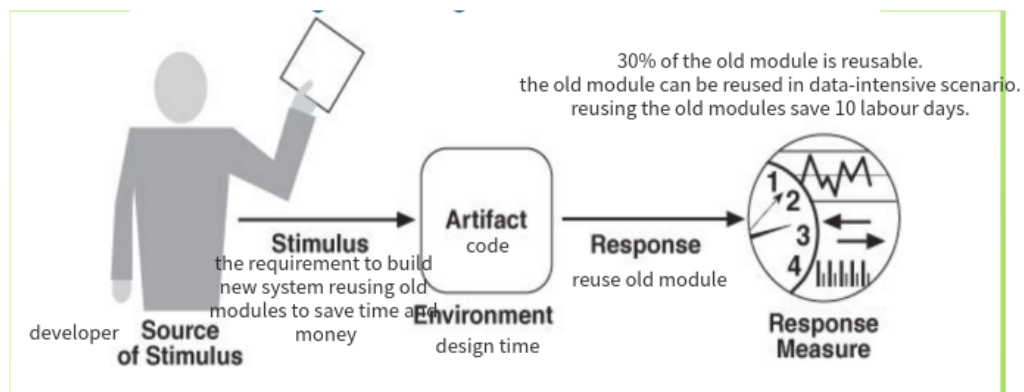 30% of the old module is reusable.
the old module can be reused in data-intensive scenario.
reusing the old modules save 10 labour days.
1
2
3
4
Artifact
code
Stimulus
the requirement to build
new system reusing old
modules to save time and
money
Response
reuse old module
Environment
design time
developer
Source
of Stimulus
Response
Measure